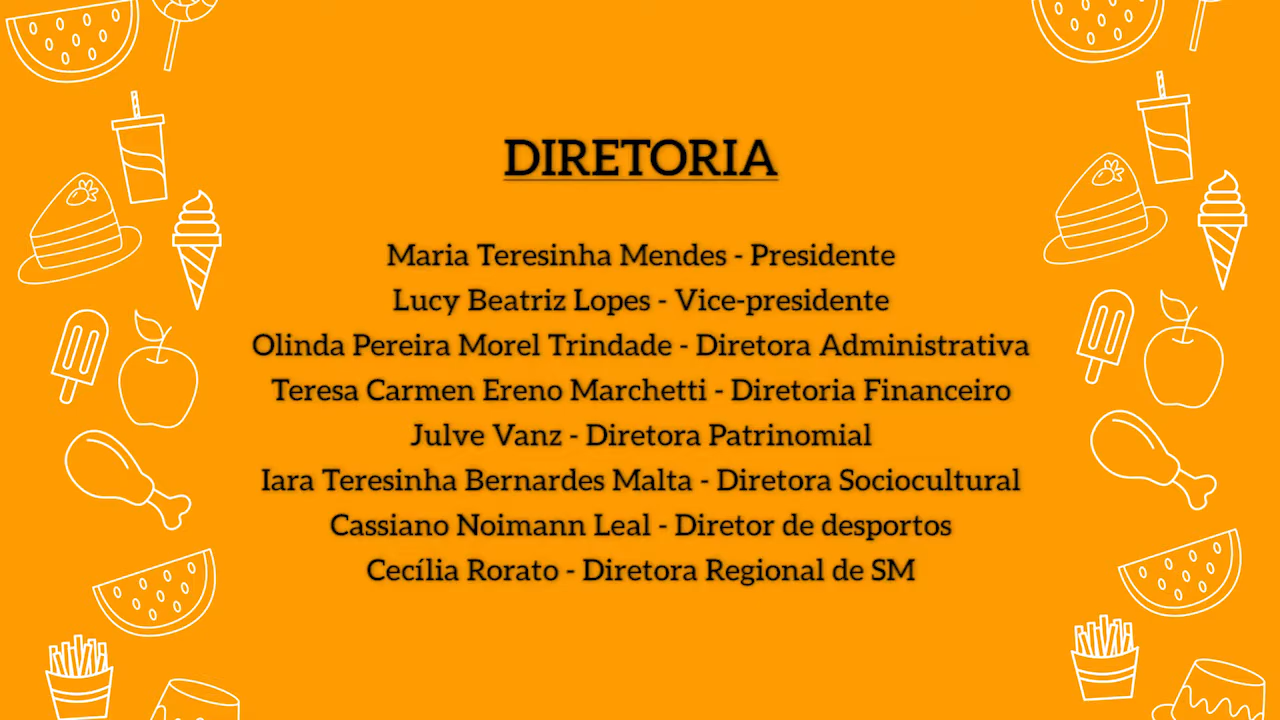 DIRETORIA
Maria Teresinha Mendes - Presidente
Lucy Beatriz Lopes - Vice-presidente
Olinda Pereira Morel Trindade - Diretora Administrativa
Teresa Carmen Ereno Marchetti - Diretoria Financeiro
Julve Vanz - Diretora Patrinomial
Iara Teresinha Bernardes Malta - Diretora Sociocultural
Cassiano Noimann Leal - Diretor de desportos
Cecília Rorato - Diretora Regional de SM